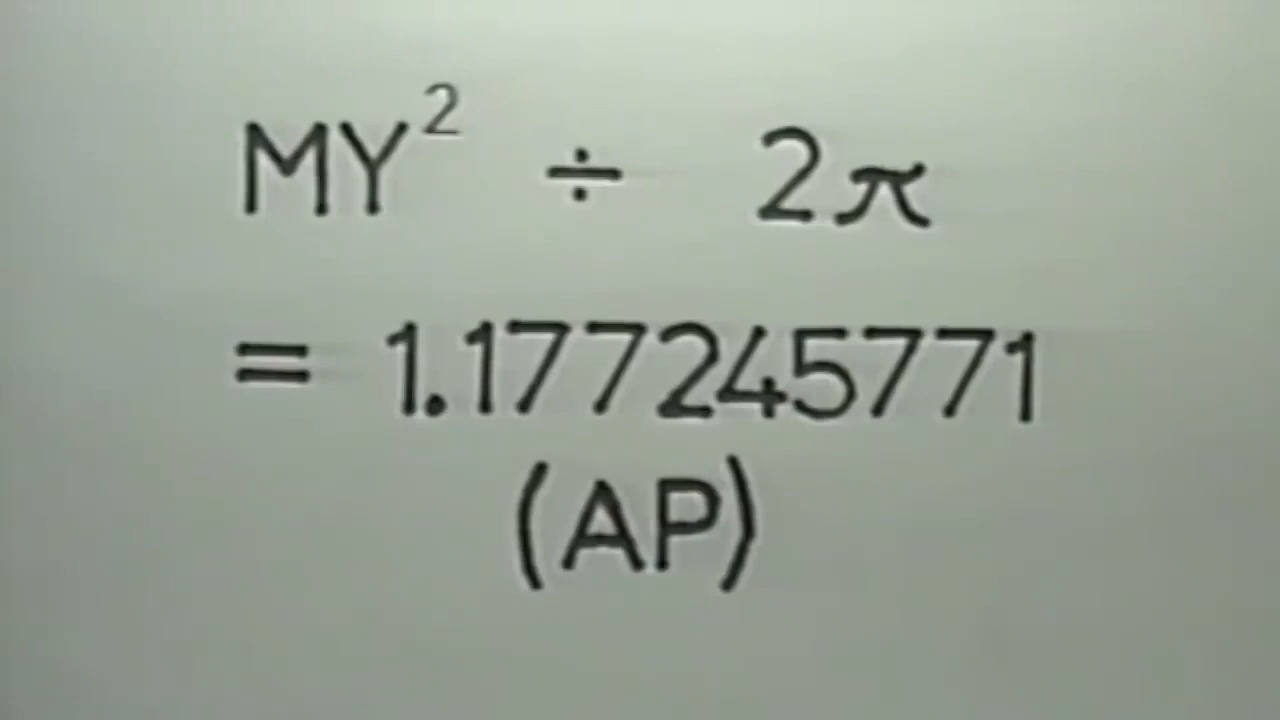 MY² ÷ 2π
= 1.177245771
(AP)